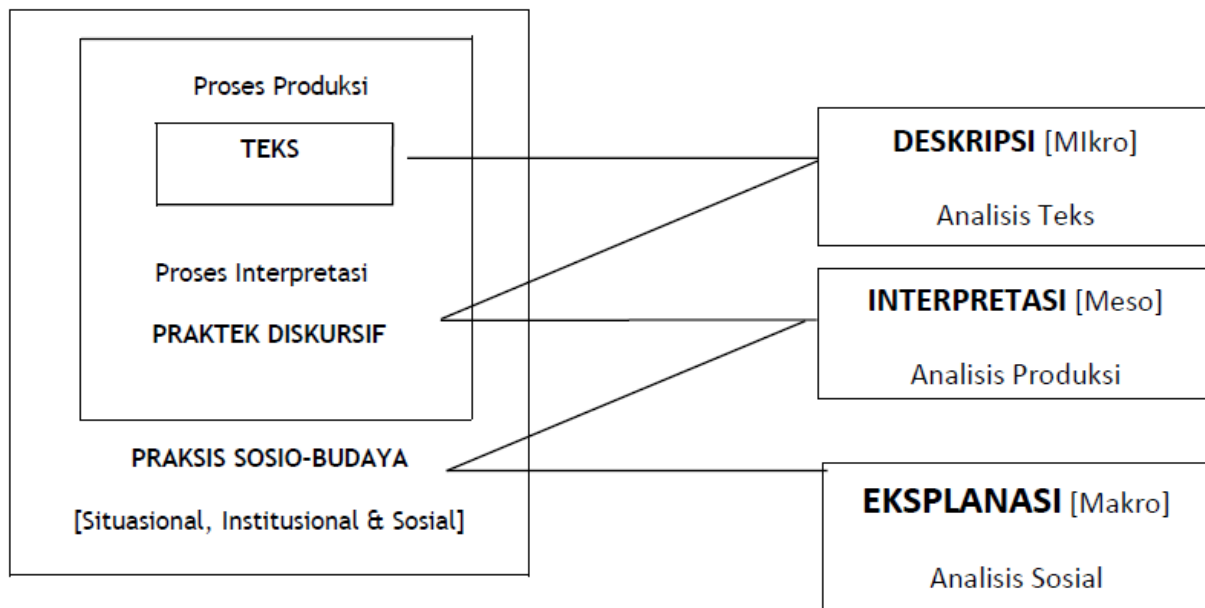 Proses Produksi
TEKS
Proses Interpretasi
PRAKTEK DISKURSIF
PRAKSIS SOSIO-BUDAYA
[Situasional, Institusional & Sosial]
DESKRIPSI [MIkro]
Analisis Teks
INTERPRETASI [Meso]
Analisis Produksi
EKSPLANASI [Makro]
Analisis Sosial